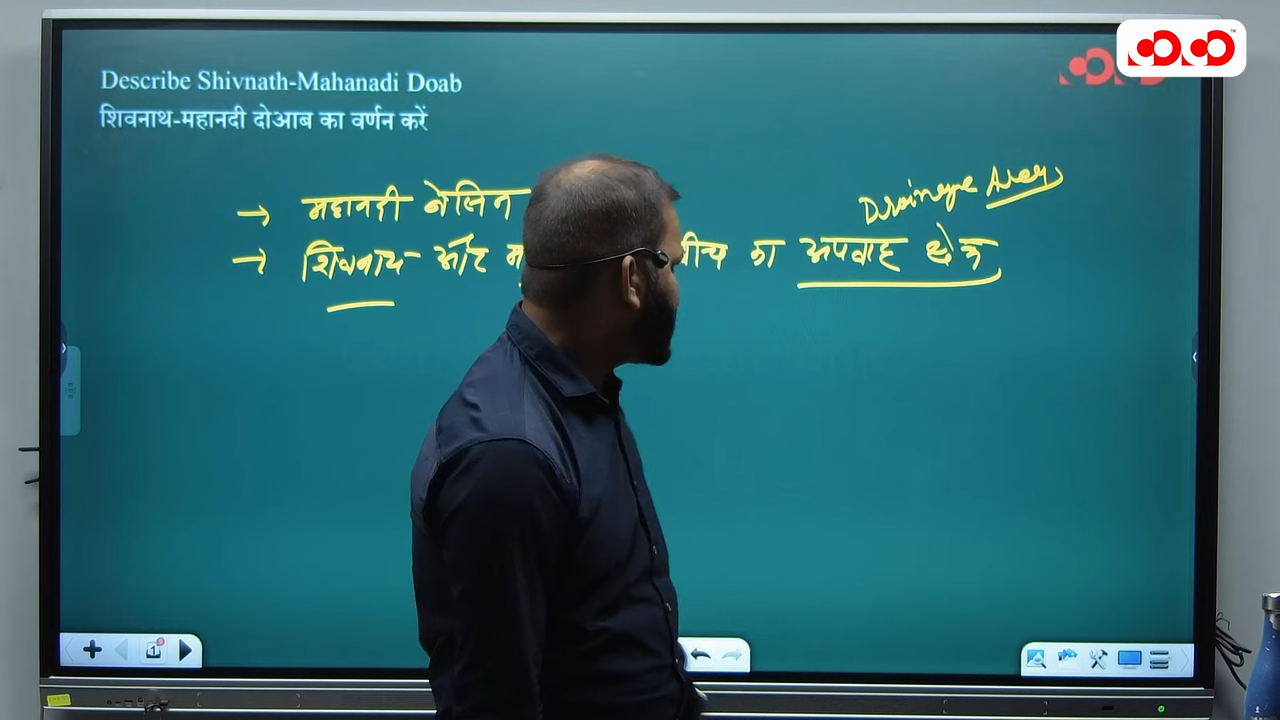 Describe Shivnath-Mahanadi Doab
शिवनाथ-महानदी दोआब का वर्णन करें
→ महानदी बेसिन
Drainage Area
→ शिवनाथ और बीच का अपवाह क्षेत्र